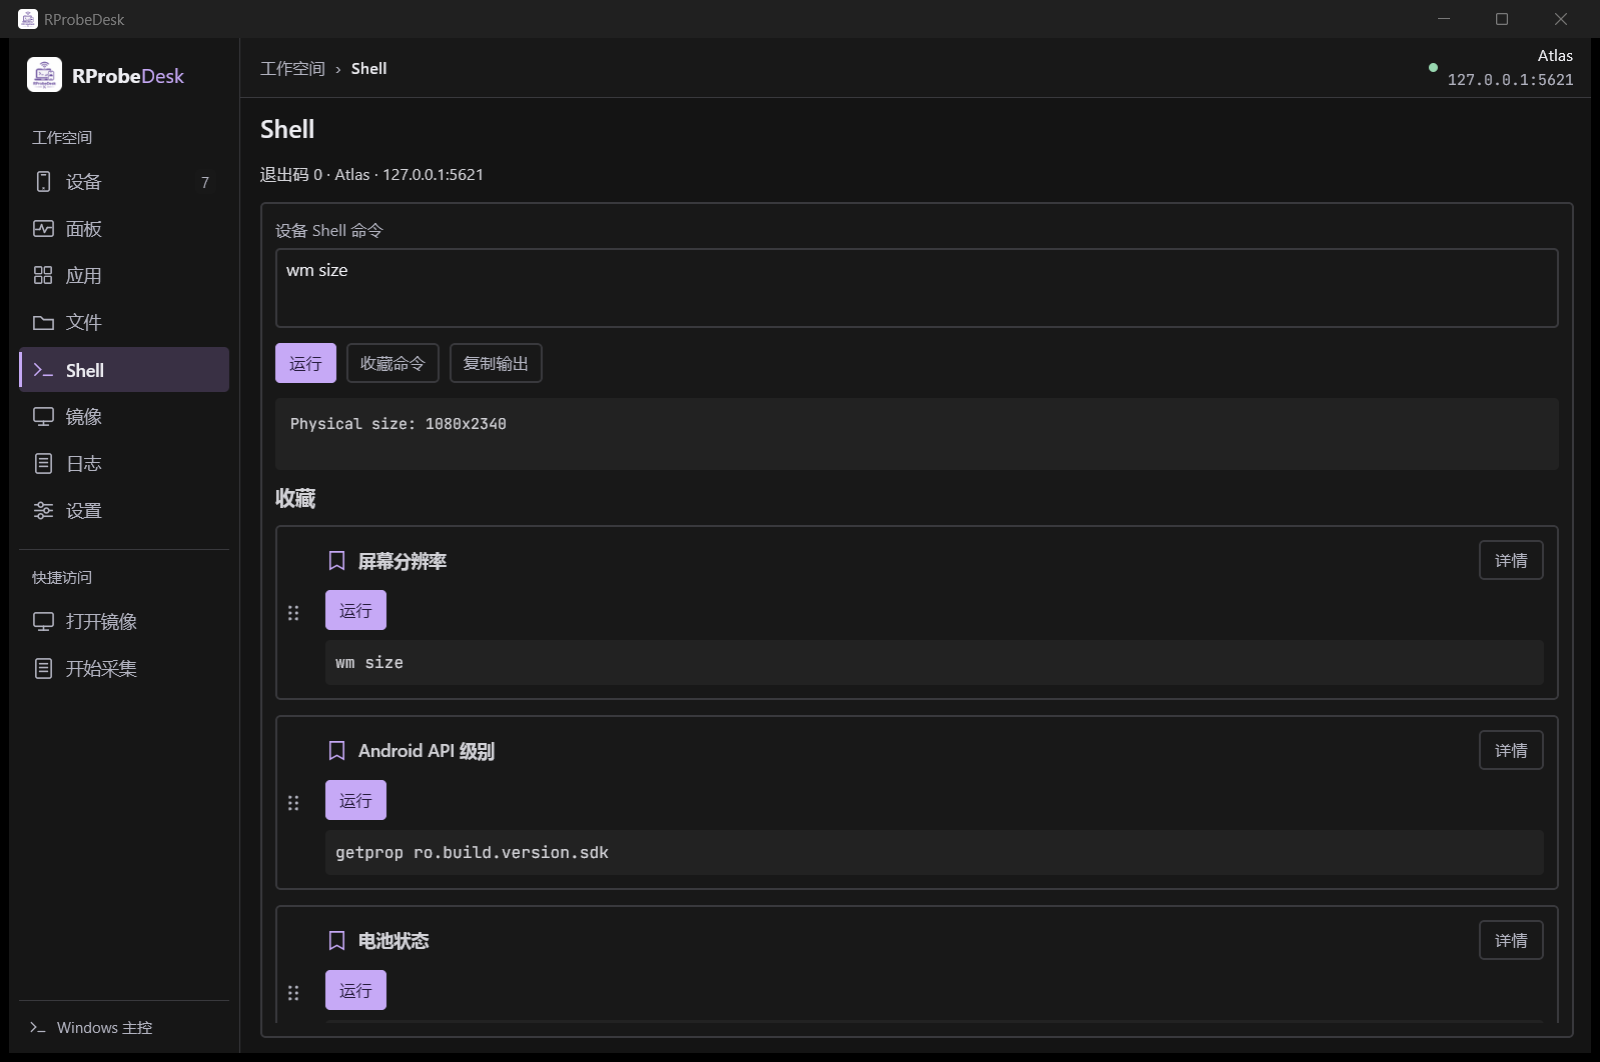 RProbeDesk
RProbeDesk
工作空间
设备 7
面板
应用
文件
Shell
镜像
日志
设置
快捷访问
打开镜像
开始采集
Windows 主控
工作空间 › Shell
Atlas
127.0.0.1:5621
Shell
退出码 0 · Atlas · 127.0.0.1:5621
设备 Shell 命令
wm size
运行 收藏命令 复制输出
Physical size: 1080x2340
收藏
屏幕分辨率 详情
运行
wm size
Android API 级别 详情
运行
getprop ro.build.version.sdk
电池状态 详情
运行